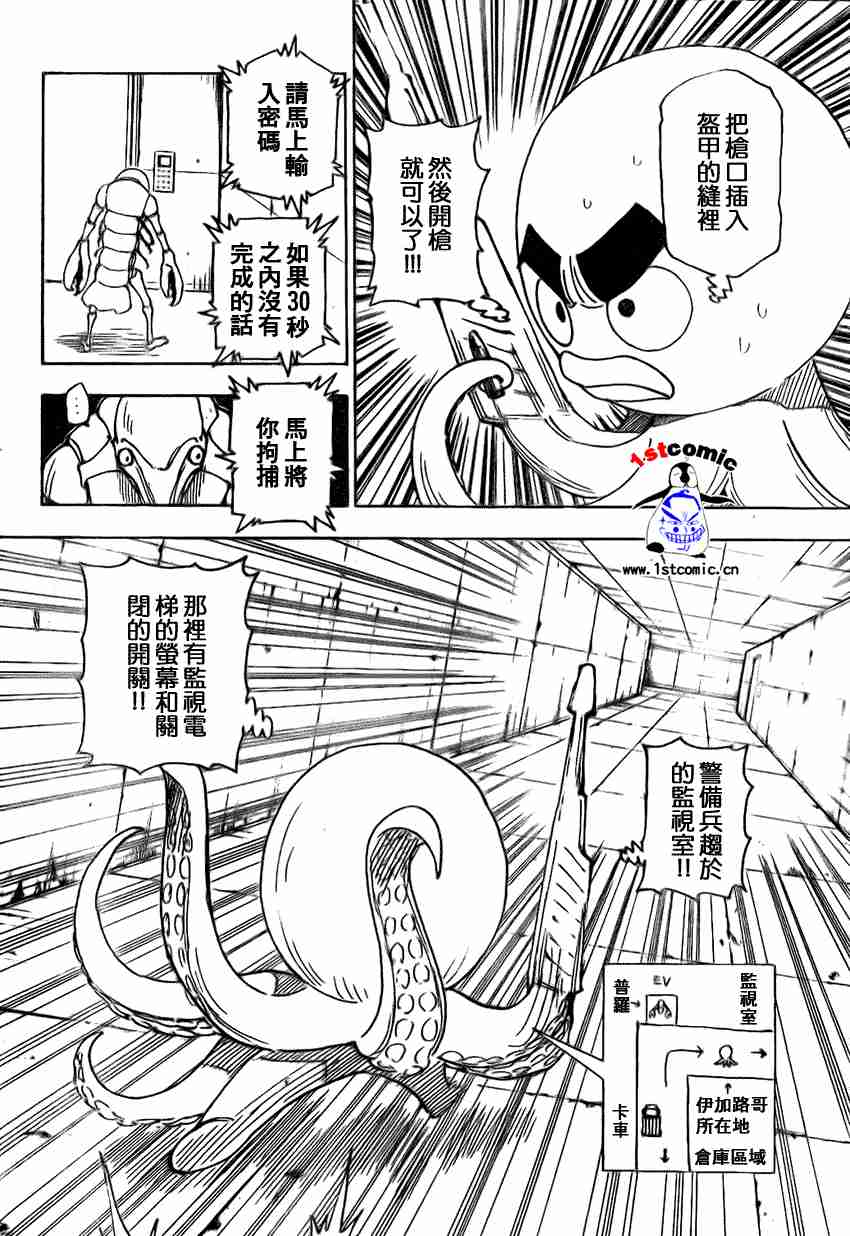 把槍口插入
盔甲的縫裡
然後開槍
就可以了!!!
請馬上輸
入密碼
如果30秒
之內沒有
完成的話
…
馬上將
你拘捕
1stcomic
www.1stcomic.cn
警備兵趨於
的監視室!!
那裡有監視電
梯的螢幕和關
閉的開關!!
EV
普羅
監視室
卡車
伊加路哥
所在地
倉庫區域